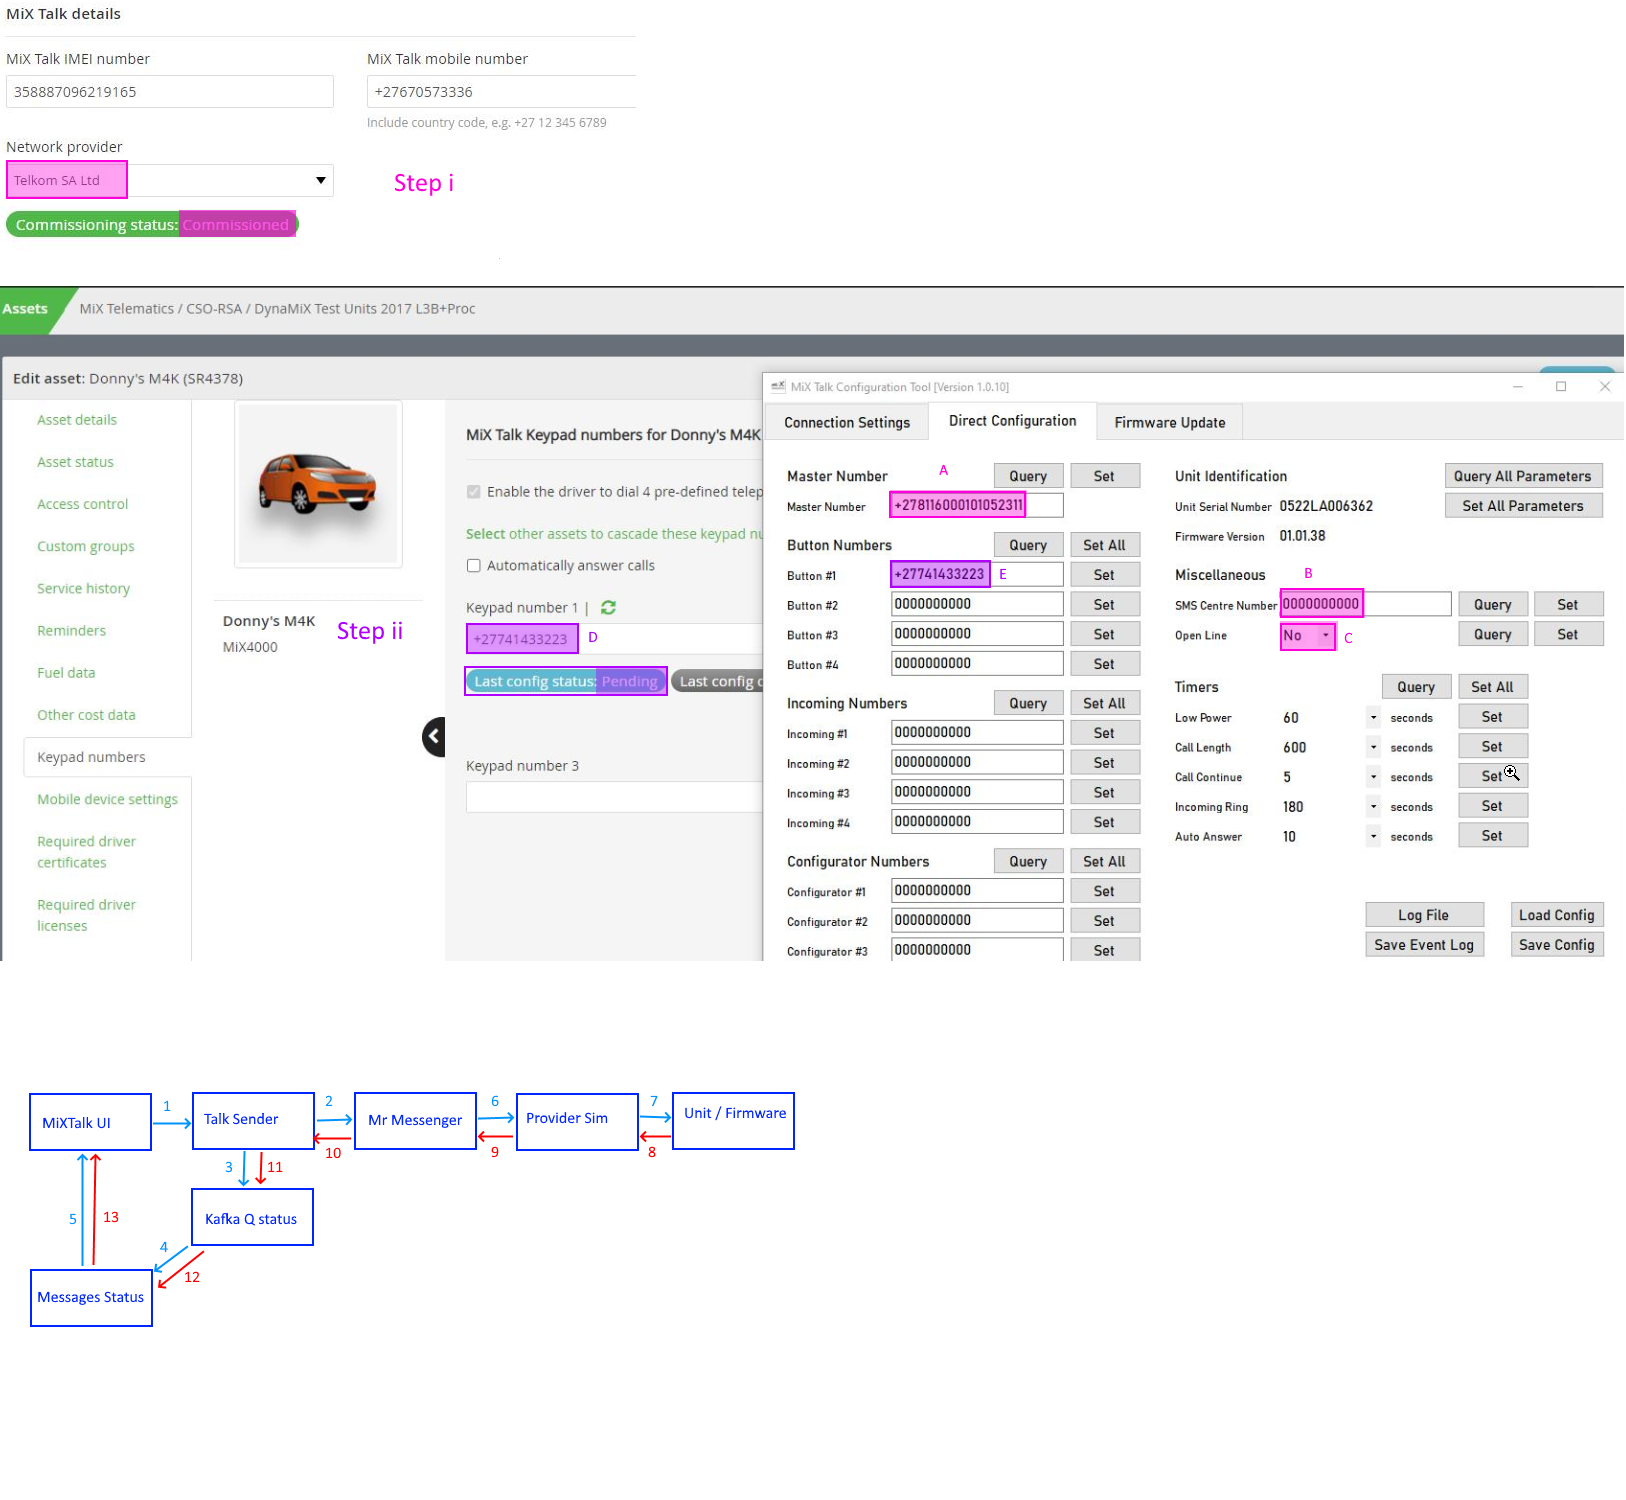 MiX Talk details
MiX Talk IMEI number
MiX Talk mobile number
358887096219165
+27670573336
Include country code, e.g. +27 12 345 6789
Network provider
Telkom SA Ltd
Step i
Commissioning status: Commissioned
Assets
MiX Telematics / CSO-RSA / DynaMiX Test Units 2017 L3B+Proc
Edit asset: Donny's M4K (SR4378)
Asset details
Asset status
Access control
Custom groups
Service history
Reminders
Fuel data
Other cost data
Keypad numbers
Mobile device settings
Required driver
certificates
Required driver
licenses
Donny's M4K
MiX4000
Step ii
MiX Talk Keypad numbers for Donny's M4K
Enable the driver to dial 4 pre-defined telep
Select other assets to cascade these keypad nu
Automatically answer calls
Keypad number 1 |
+27741433223
D
Last config status: Pending
Last config d
Keypad number 3
MiX Talk Configuration Tool [Version 1.0.10]
Connection Settings
Direct Configuration
Firmware Update
Master Number
A
Query
Set
Master Number
+278116000101052311
Button Numbers
Query
Set All
Button #1
+27741433223
E
Set
Button #2
0000000000
Set
Button #3
0000000000
Set
Button #4
0000000000
Set
Incoming Numbers
Query
Set All
Incoming #1
0000000000
Set
Incoming #2
0000000000
Set
Incoming #3
0000000000
Set
Incoming #4
0000000000
Set
Configurator Numbers
Query
Set All
Configurator #1
0000000000
Set
Configurator #2
0000000000
Set
Configurator #3
0000000000
Set
Unit Identification
Query All Parameters
Unit Serial Number
0522LA006362
Set All Parameters
Firmware Version
01.01.38
Miscellaneous
B
SMS Centre Number
0000000000
Query
Set
Open Line
No
C
Query
Set
Timers
Query
Set All
Low Power
60
seconds
Set
Call Length
600
seconds
Set
Call Continue
5
seconds
Set
Incoming Ring
180
seconds
Set
Auto Answer
10
seconds
Set
Log File
Load Config
Save Event Log
Save Config
MiXTalk UI
1
Talk Sender
2
Mr Messenger
6
Provider Sim
7
Unit / Firmware
10
9
8
3
11
Kafka Q status
5
13
4
12
Messages Status